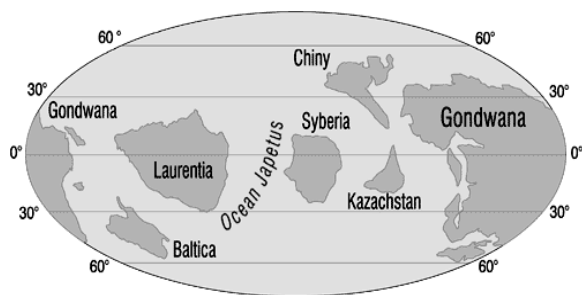 60°
60°
Chiny
30°
30°
Gondwana
Syberia
Gondwana
0°
0°
Laurentia
Ocean Japetus
Kazachstan
30°
30°
Baltica
60°
60°